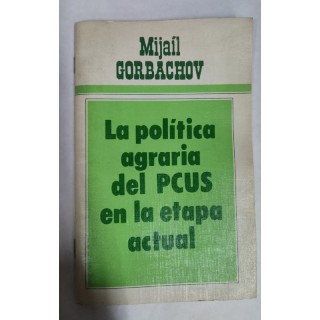 Mijaíl
GORBACHOV
La política
agraria
del PCUS
en la etapa
actual